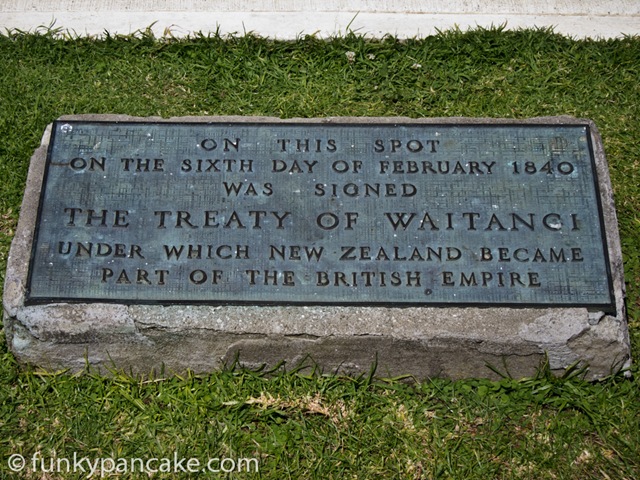 ON THIS SPOT
ON THE SIXTH DAY OF FEBRUARY 1840
WAS SIGNED
THE TREATY OF WAITANGI
UNDER WHICH NEW ZEALAND BECAME
PART OF THE BRITISH EMPIRE
© funkypancake.com